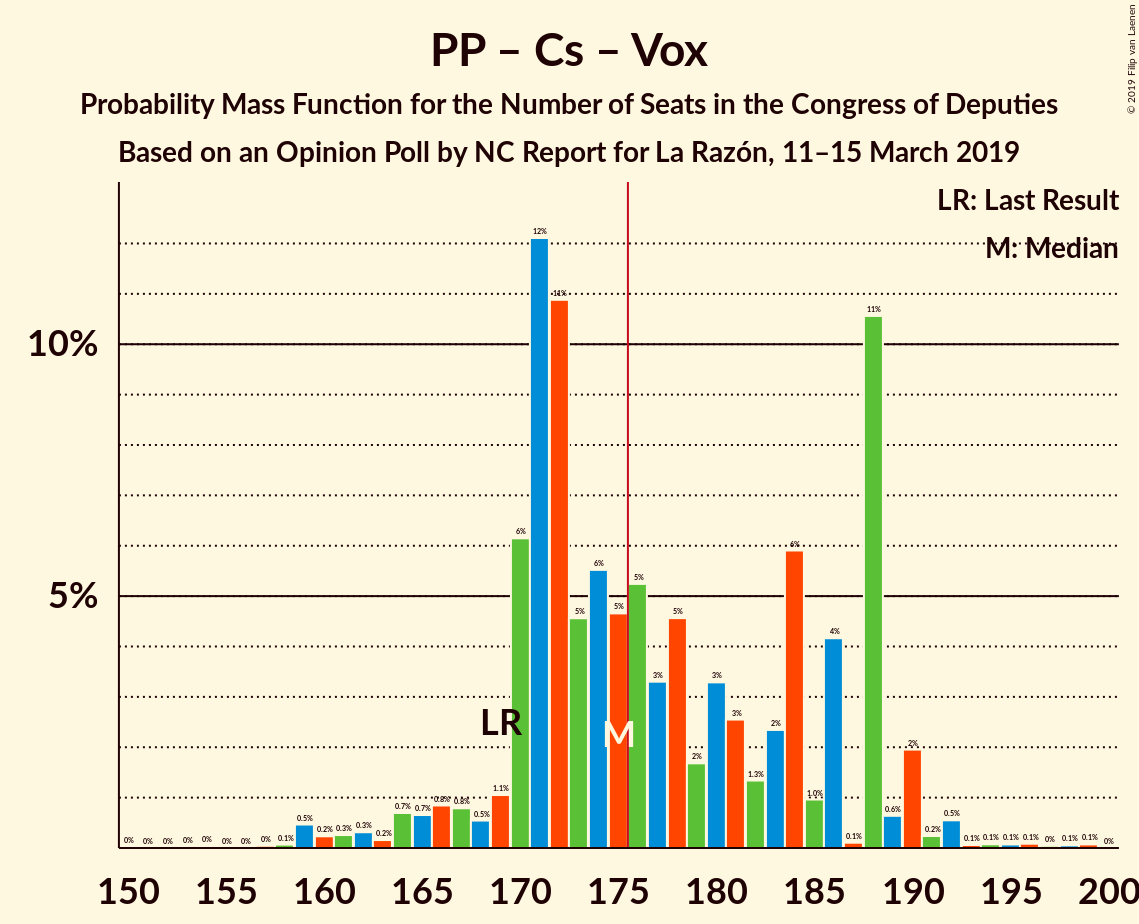 PP – Cs – Vox
Probability Mass Function for the Number of Seats in the Congress of Deputies
Based on an Opinion Poll by NC Report for La Razón, 11–15 March 2019
© 2019 Filip van Laenen
LR: Last Result
M: Median
10%
5%
0% 0% 0% 0% 0% 0% 0% 0% 0.1% 0.5% 0.2% 0.3% 0.3% 0.2% 0.7% 0.7% 0.8% 0.8% 0.5% 1.1% 6% 12% 11% 5% 6% 5% 5% 3% 5% 2% 3% 3% 1.3% 2% 6% 1.0% 4% 0.1% 11% 0.6% 2% 0.2% 0.5% 0.1% 0.1% 0.1% 0.1% 0% 0.1% 0.1% 0%
LR
M
150 155 160 165 170 175 180 185 190 195 200